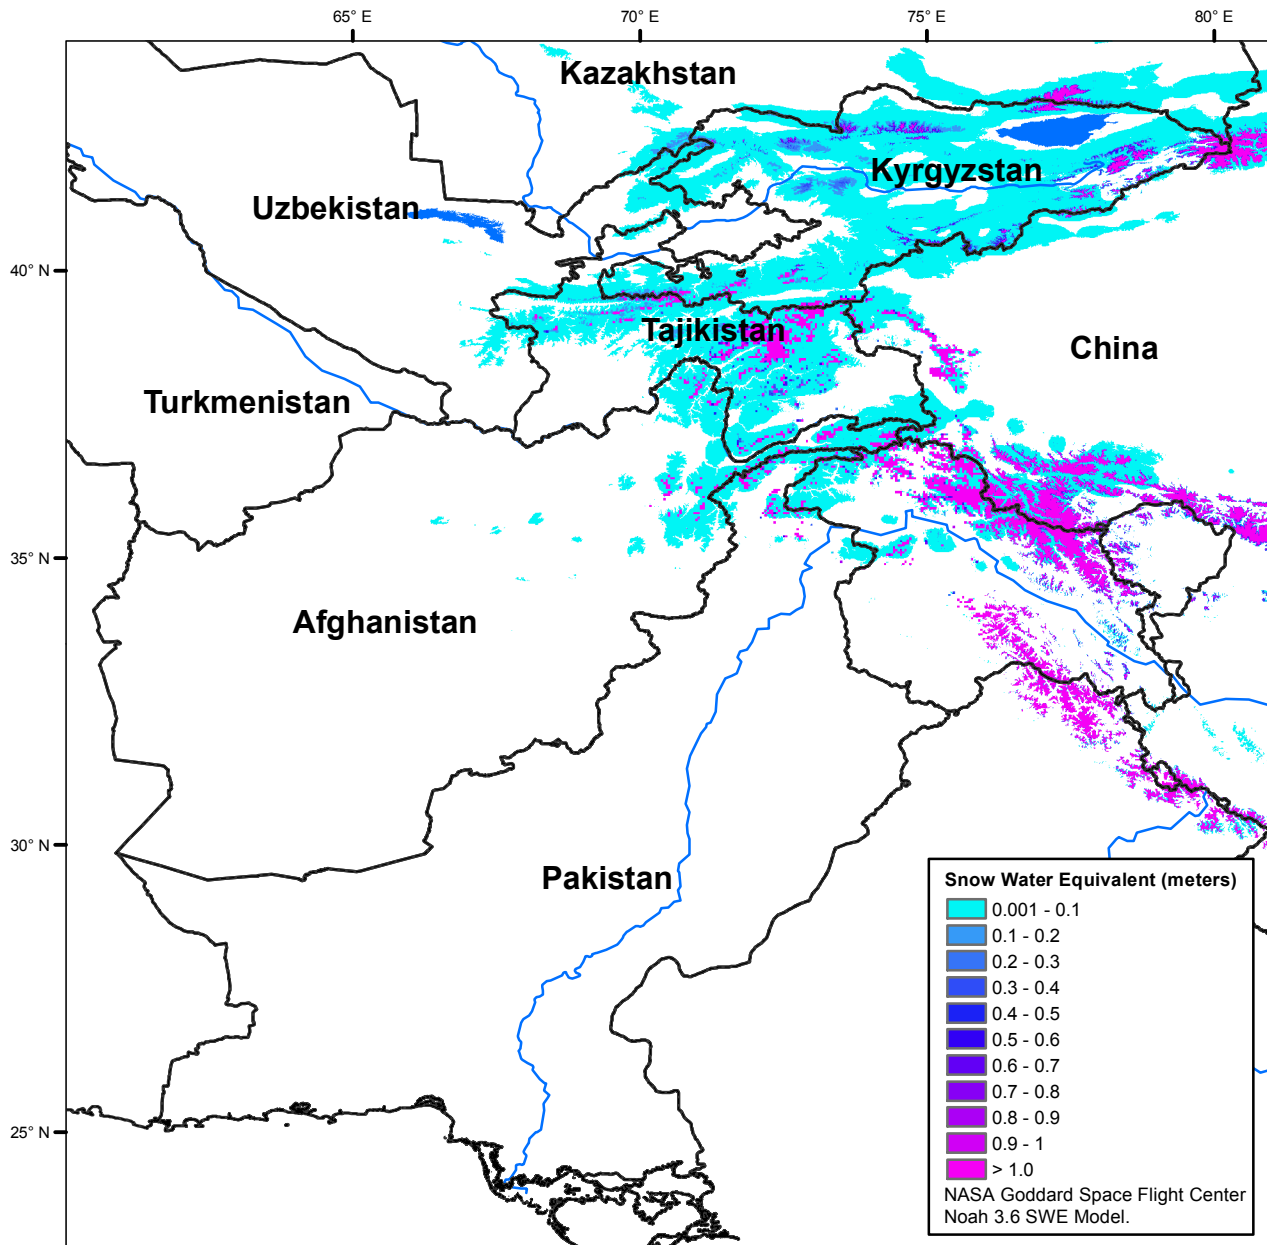 65° E
70° E
75° E
80° E
Kazakhstan
Kyrgyzstan
Uzbekistan
40° N
Tajikistan
China
Turkmenistan
35° N
Afghanistan
30° N
Pakistan
25° N
Snow Water Equivalent (meters)
0.001 - 0.1
0.1 - 0.2
0.2 - 0.3
0.3 - 0.4
0.4 - 0.5
0.5 - 0.6
0.6 - 0.7
0.7 - 0.8
0.8 - 0.9
0.9 - 1
> 1.0
NASA Goddard Space Flight Center
Noah 3.6 SWE Model.